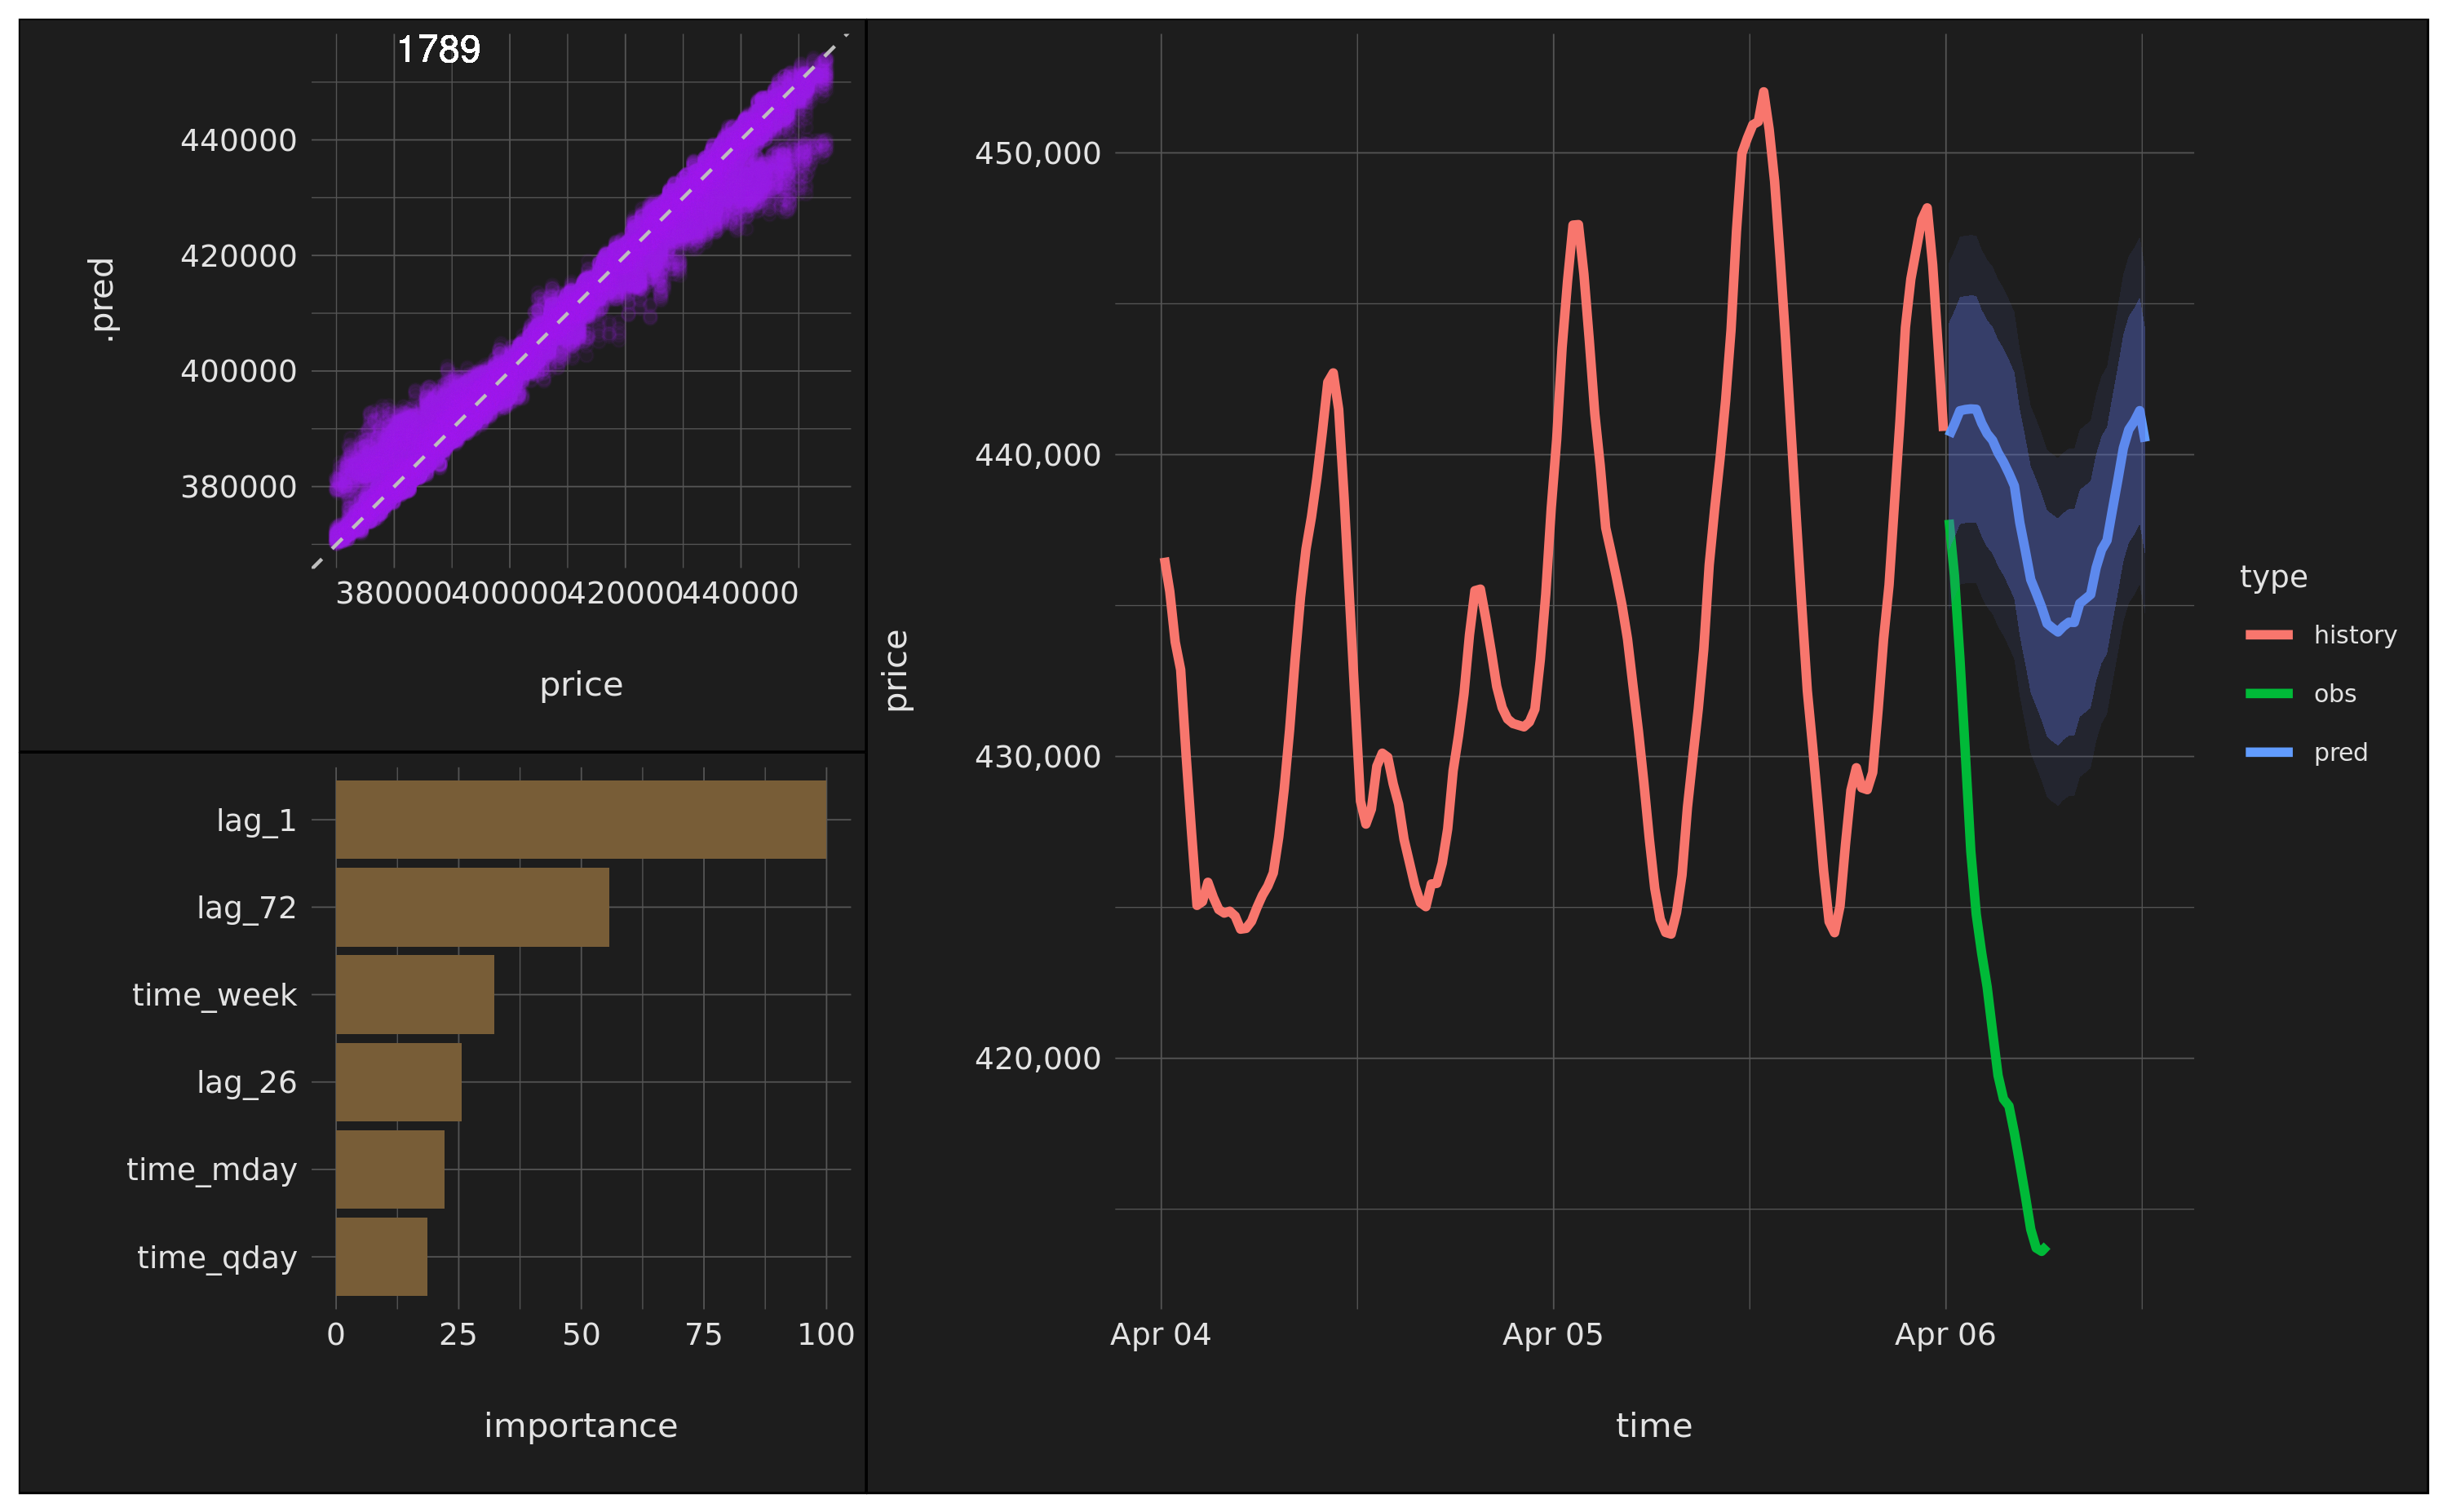 1789
.pred
440000
420000
400000
380000
380000400000420000440000
price
lag_1
lag_72
time_week
lag_26
time_mday
time_qday
0 25 50 75 100
importance
price
450,000
440,000
430,000
420,000
Apr 04 Apr 05 Apr 06
time
type
history
obs
pred